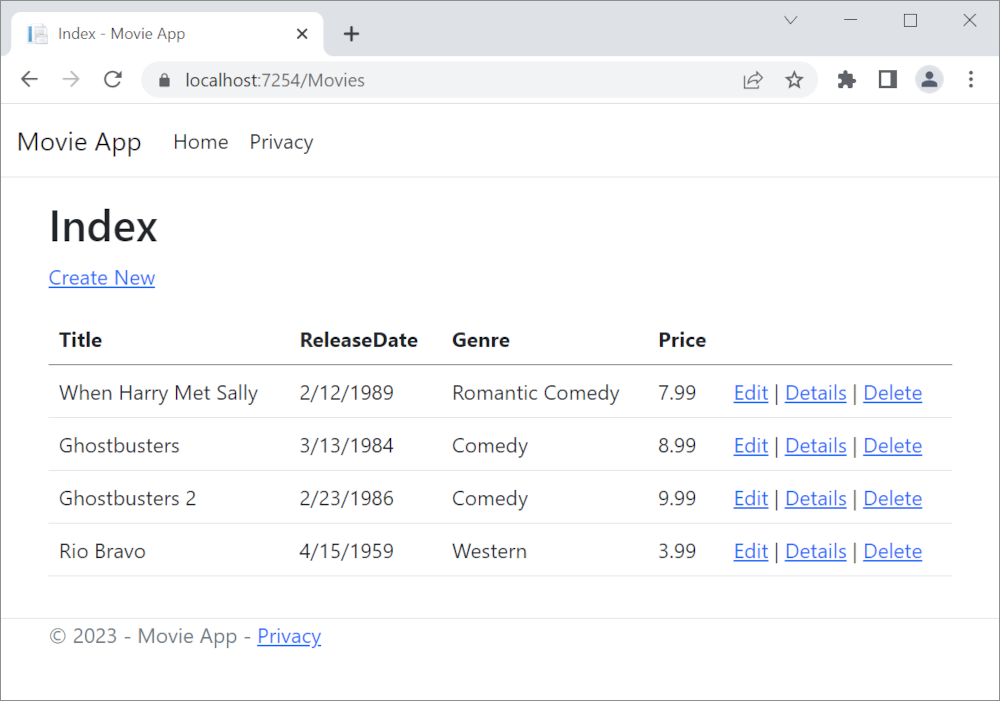 Index - Movie App
localhost:7254/Movies
Movie App Home Privacy
Index
Create New
Title ReleaseDate Genre Price
When Harry Met Sally 2/12/1989 Romantic Comedy 7.99 Edit | Details | Delete
Ghostbusters 3/13/1984 Comedy 8.99 Edit | Details | Delete
Ghostbusters 2 2/23/1986 Comedy 9.99 Edit | Details | Delete
Rio Bravo 4/15/1959 Western 3.99 Edit | Details | Delete
© 2023 - Movie App - Privacy